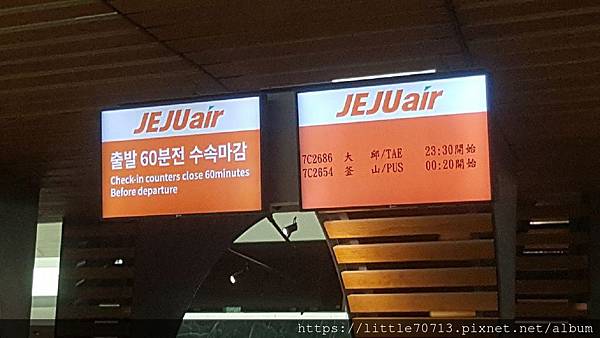 JEJUair
출발 60분전 수속마감
Check-in counters close 60minutes
Before departure
JEJUair
7C2686 大 邱/TAE 23:30開始
7C2654 釜 山/PUS 00:20開始
https://little70713.pixnet.net/album